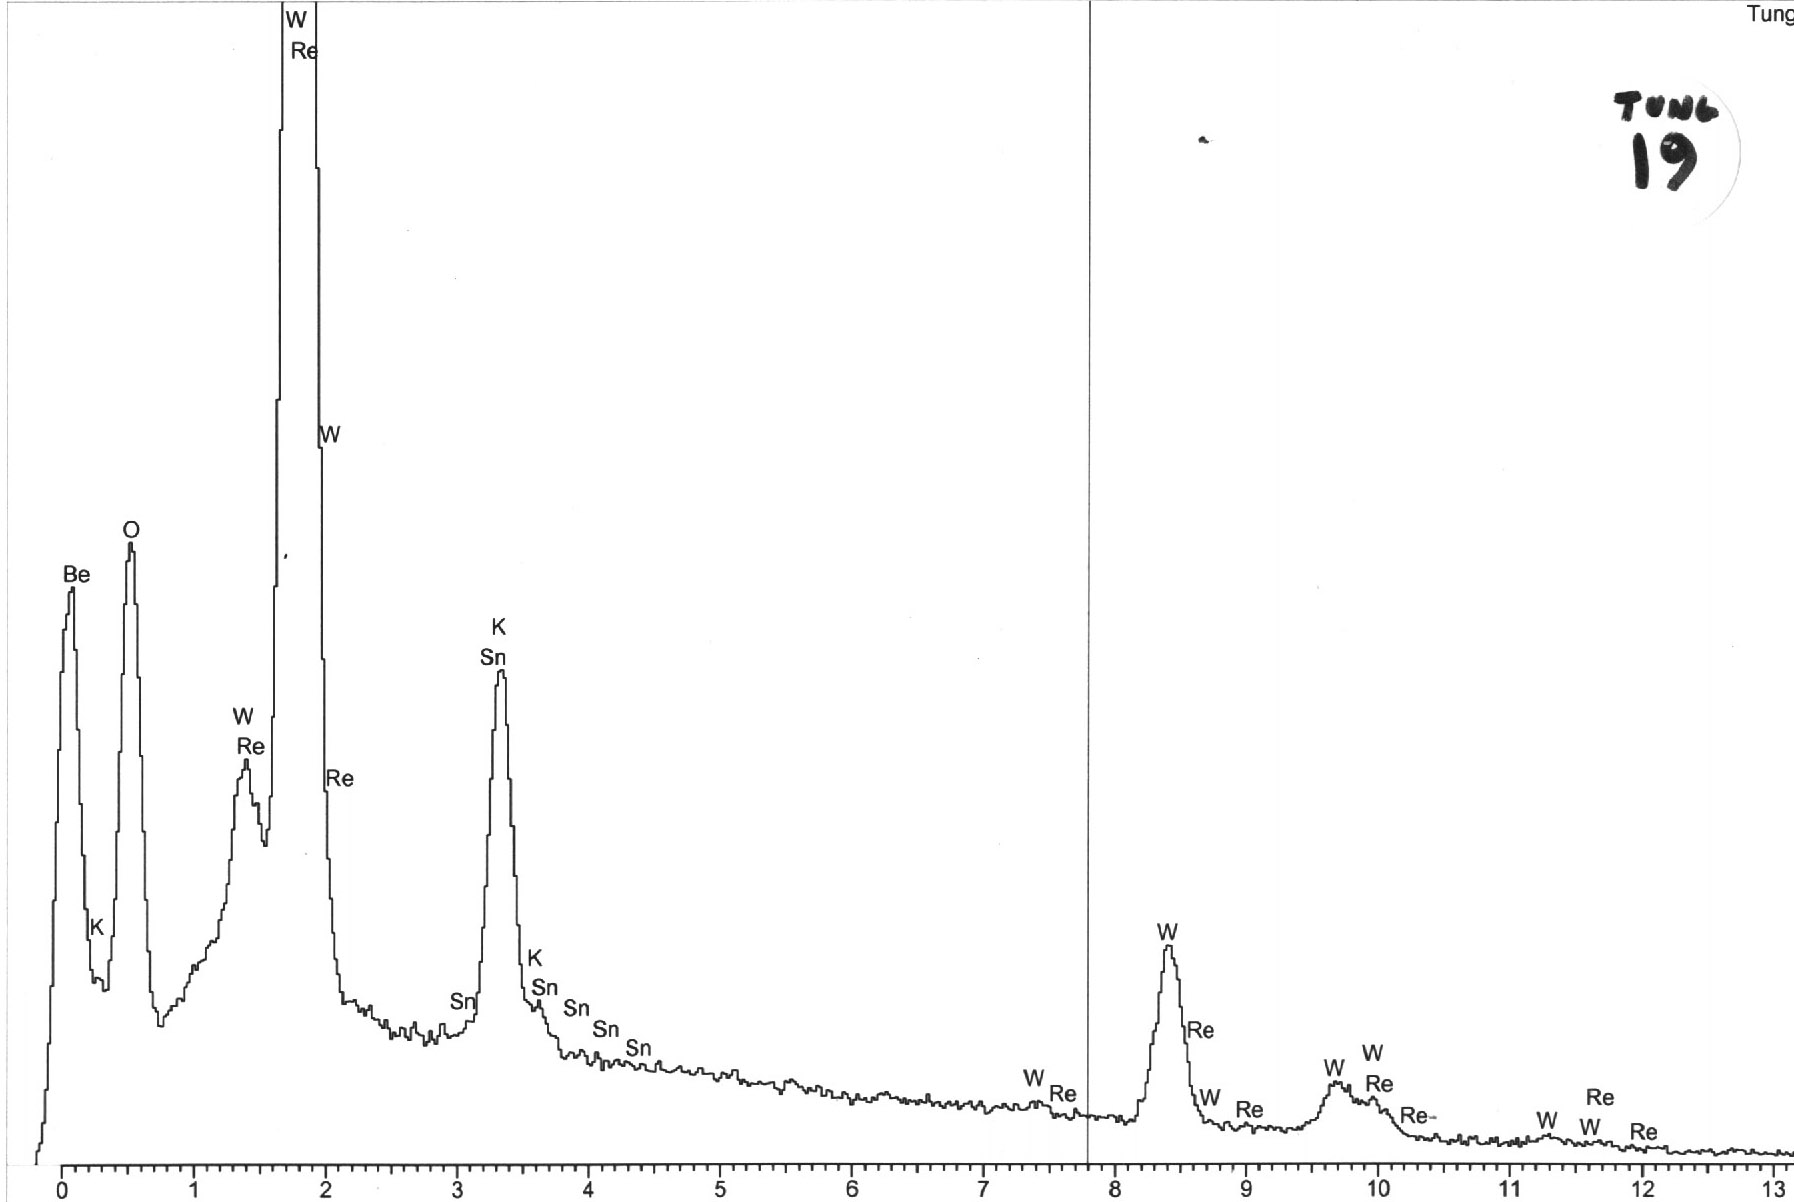 W
Re
Tung
TUNG
19
W
O
Be
K
Sn
W
Re
Re
K
W
K
Sn
Sn
Sn
Sn
Sn
Re
W
Re
W
W
Re
W
Re
Re
Re
W
W
Re
0 1 2 3 4 5 6 7 8 9 10 11 12 13